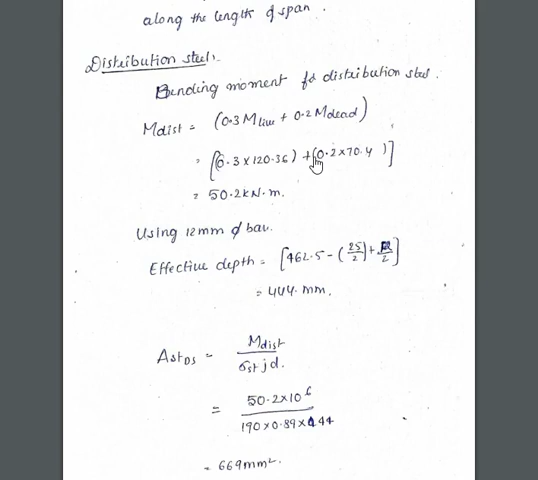 along the length of span.
Distribution steel:
Bending moment for distribution steel.
Mdist = (0.3 Mlive + 0.2 Mdead)
= [(0.3 x 120.36) + (0.2 x 70.4)]
= 50.2 kN.m.
Using 12mm ϕ bar.
Effective depth = [462.5 - (25/2) + 12/2]
= 444. mm.
AstDS = Mdist / σst jd.
= 50.2x10⁶ / 190 x 0.89 x 444
= 669mm².